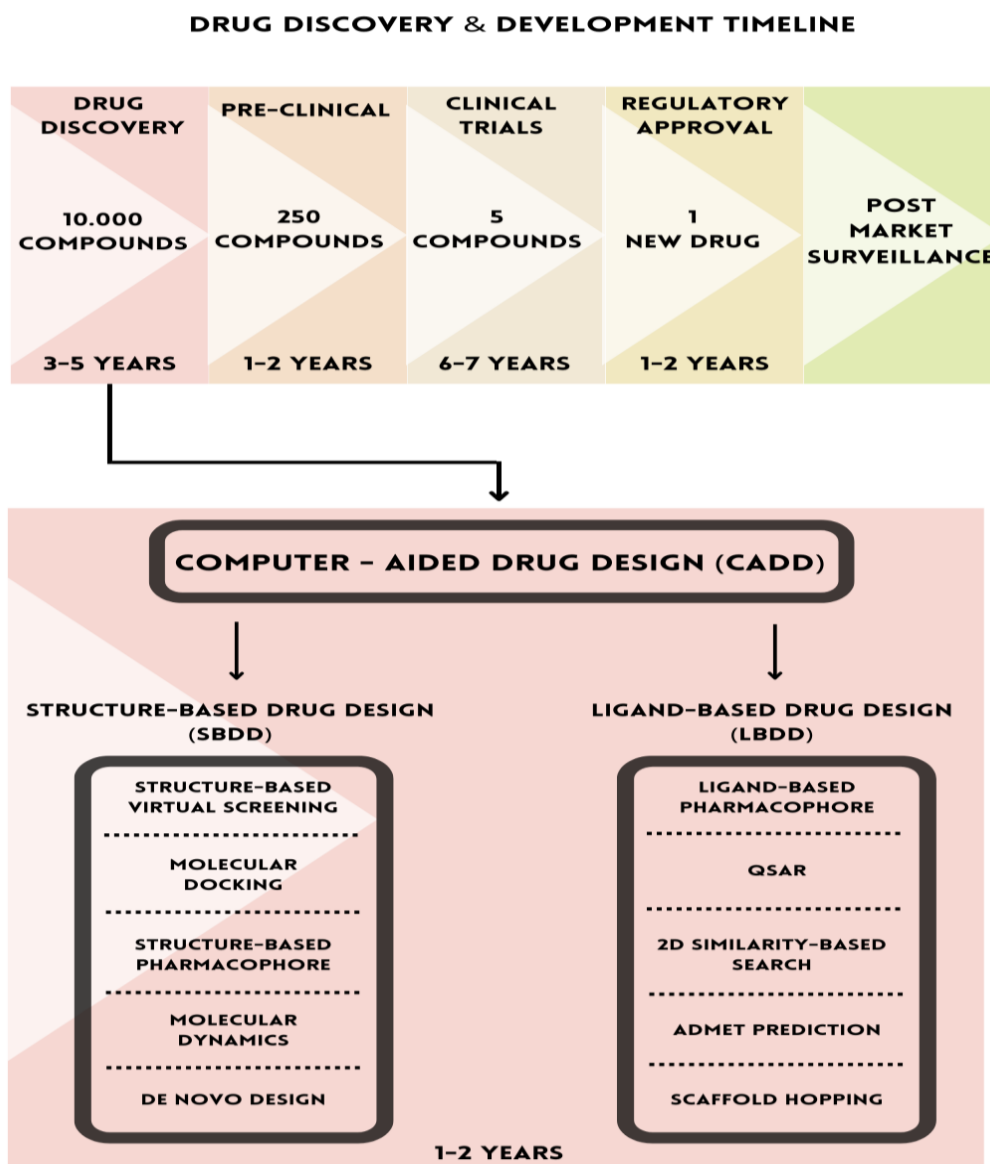 DRUG DISCOVERY & DEVELOPMENT TIMELINE
DRUG
DISCOVERY
10.000
COMPOUNDS
3-5 YEARS
PRE-CLINICAL
250
COMPOUNDS
1-2 YEARS
CLINICAL
TRIALS
5
COMPOUNDS
6-7 YEARS
REGULATORY
APPROVAL
1
NEW DRUG
1-2 YEARS
POST
MARKET
SURVEILLANCE
COMPUTER - AIDED DRUG DESIGN (CADD)
STRUCTURE-BASED DRUG DESIGN
(SBDD)
STRUCTURE-BASED
VIRTUAL SCREENING
MOLECULAR
DOCKING
STRUCTURE-BASED
PHARMACOPHORE
MOLECULAR
DYNAMICS
DE NOVO DESIGN
LIGAND-BASED DRUG DESIGN
(LBDD)
LIGAND-BASED
PHARMACOPHORE
QSAR
2D SIMILARITY-BASED
SEARCH
ADMET PREDICTION
SCAFFOLD HOPPING
1-2 YEARS